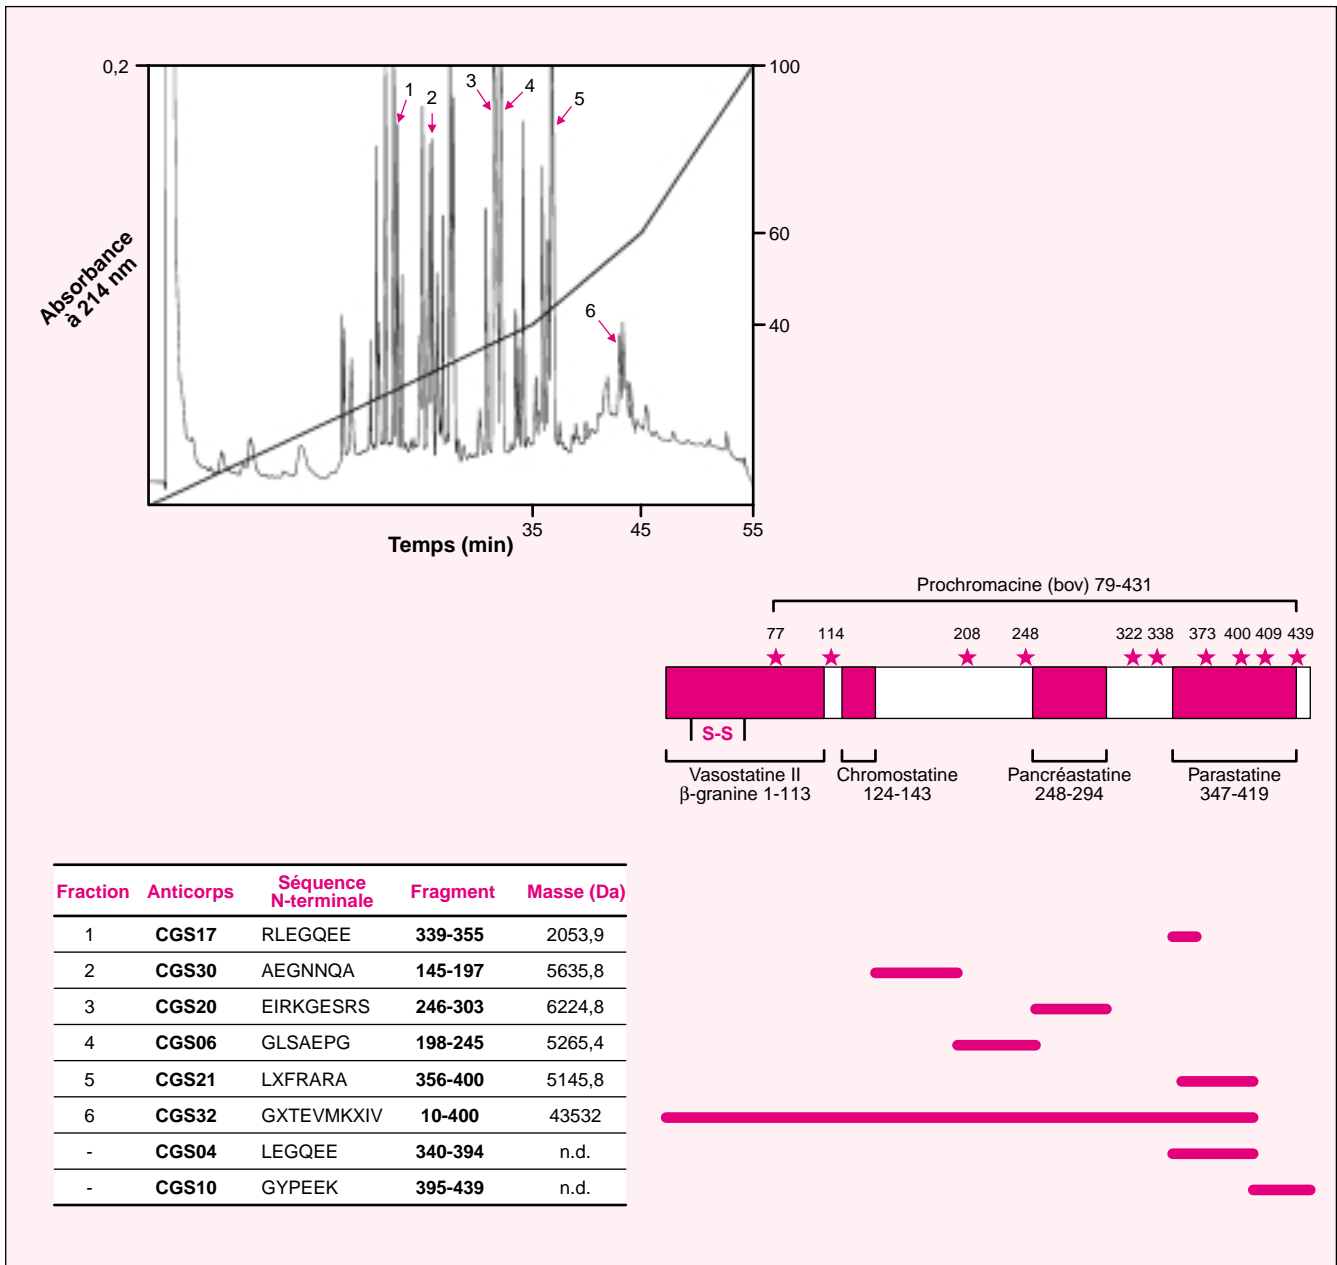 0,2
100
1
2
3
4
5
Absorbance
à 214 nm
60
6
40
35
45
55
Temps (min)
Prochromacine (bov) 79-431
77 114 208 248 322 338 373 400 409 439
S-S
Vasostatine II
β-granine 1-113
Chromostatine
124-143
Pancréastatine
248-294
Parastatine
347-419
Fraction Anticorps Séquence N-terminale Fragment Masse (Da)
1 CGS17 RLEGQEE 339-355 2053,9
2 CGS30 AEGNNQA 145-197 5635,8
3 CGS20 EIRKGESRS 246-303 6224,8
4 CGS06 GLSAEPG 198-245 5265,4
5 CGS21 LXFRARA 356-400 5145,8
6 CGS32 GXTEVMKXIV 10-400 43532
- CGS04 LEGQEE 340-394 n.d.
- CGS10 GYPEEK 395-439 n.d.